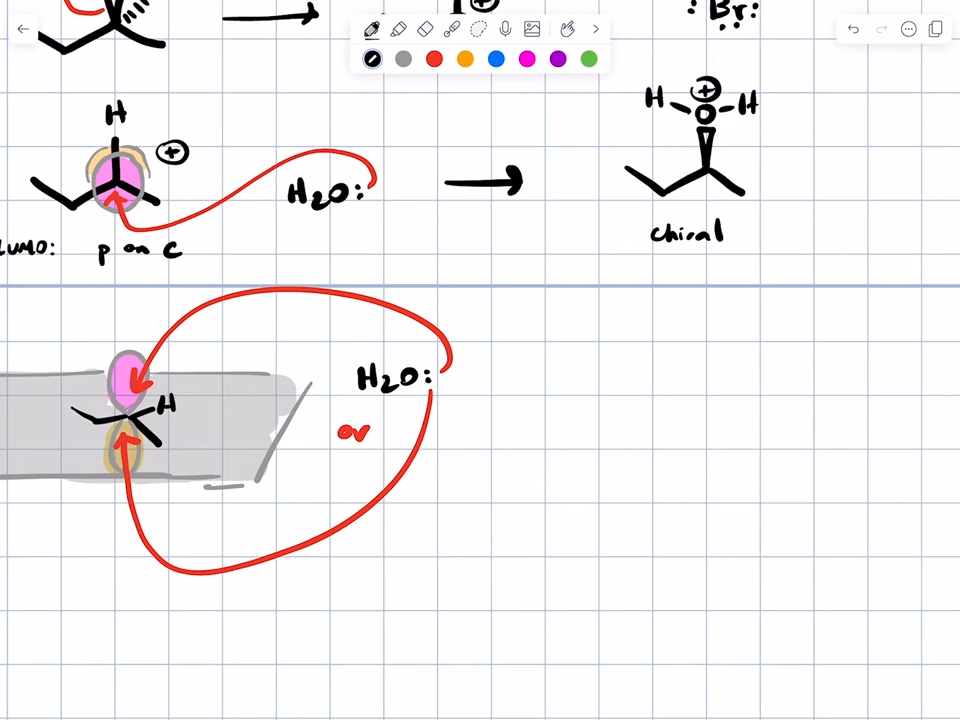 :Br:
H
⊕
H₂O:
H-O-H
⊕
LUMO: p on C
chiral
H
H₂O:
or